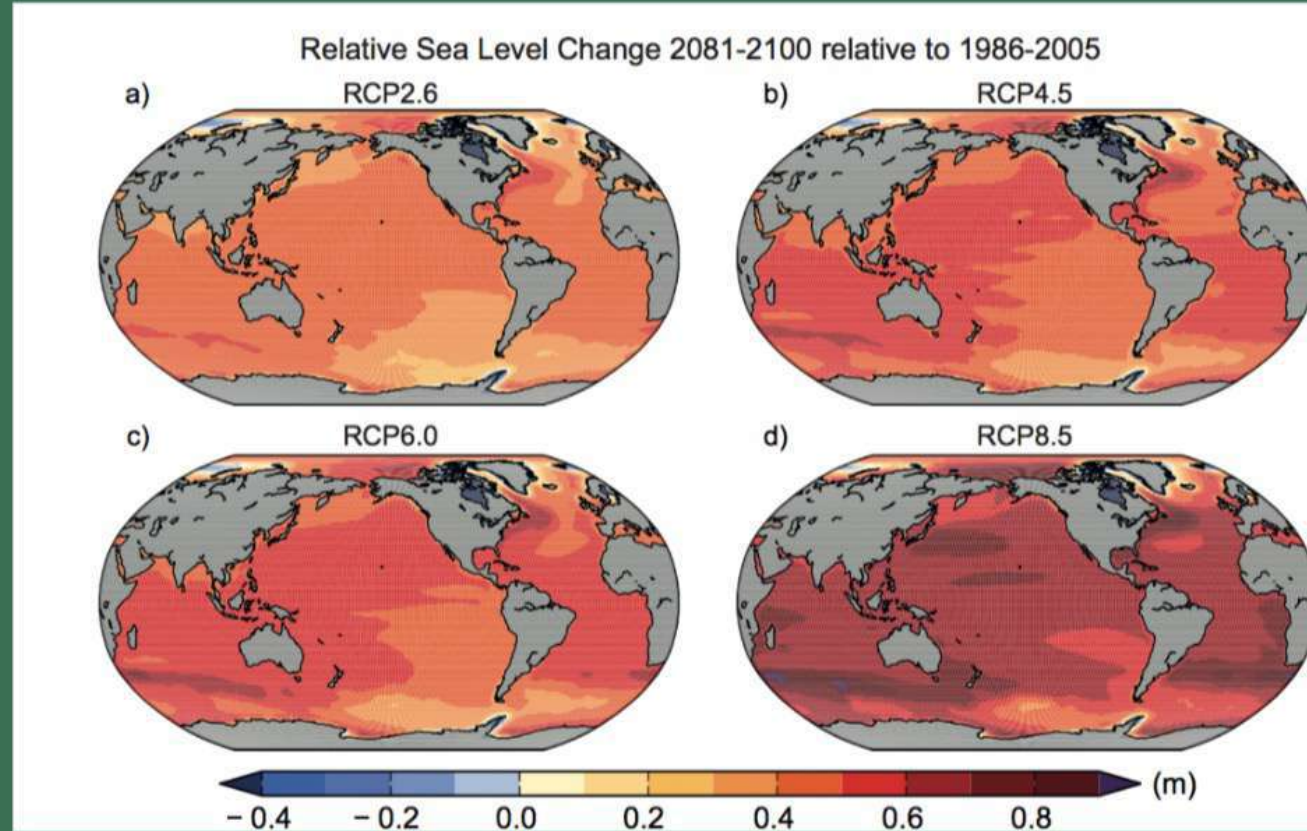 Relative Sea Level Change 2081-2100 relative to 1986-2005
a) RCP2.6
b) RCP4.5
c) RCP6.0
d) RCP8.5
(m)
− 0.4 − 0.2 0.0 0.2 0.4 0.6 0.8